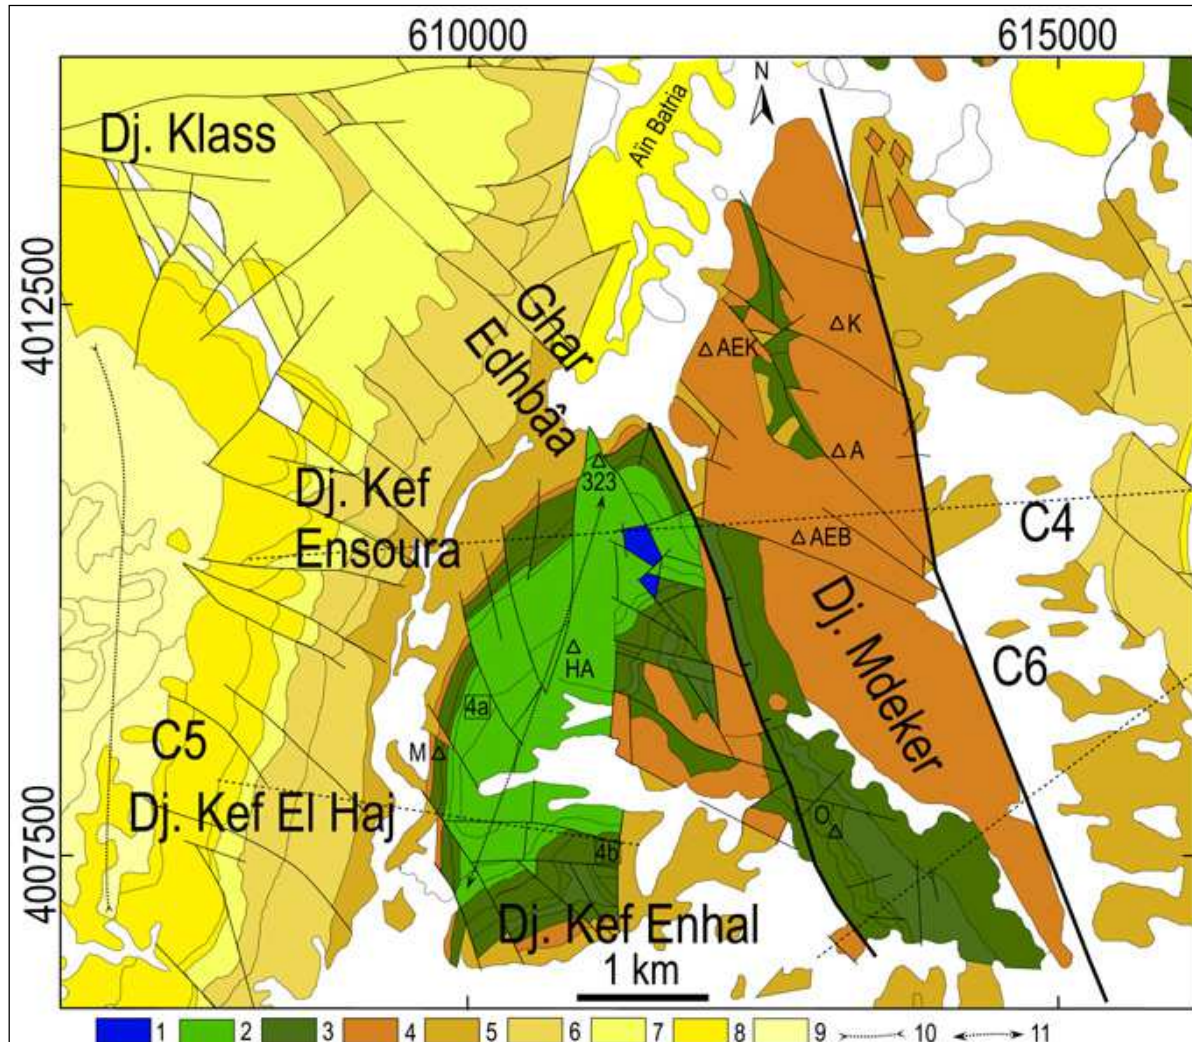 610000
615000
N
Dj. Klass
Aïn Batria
4012500
Ghar
Edhbâa
K
AEK
A
323
Dj. Kef
Ensoura
AEB
C4
Dj. Mdeker
HA
C6
4a
C5
M
Dj. Kef El Haj
O
4b
4007500
Dj. Kef Enhal
1 km
1 2 3 4 5 6 7 8 9 10 11